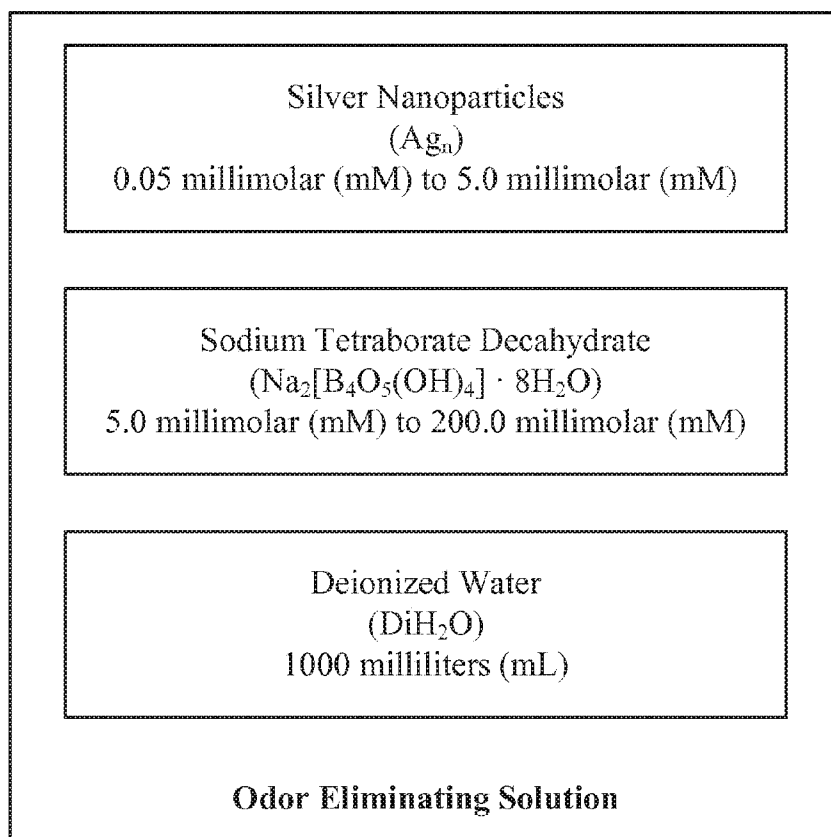 Silver Nanoparticles
(Agₙ)
0.05 millimolar (mM) to 5.0 millimolar (mM)
Sodium Tetraborate Decahydrate
(Na₂[B₄O₅(OH)₄] · 8H₂O)
5.0 millimolar (mM) to 200.0 millimolar (mM)
Deionized Water
(DiH₂O)
1000 milliliters (mL)
Odor Eliminating Solution